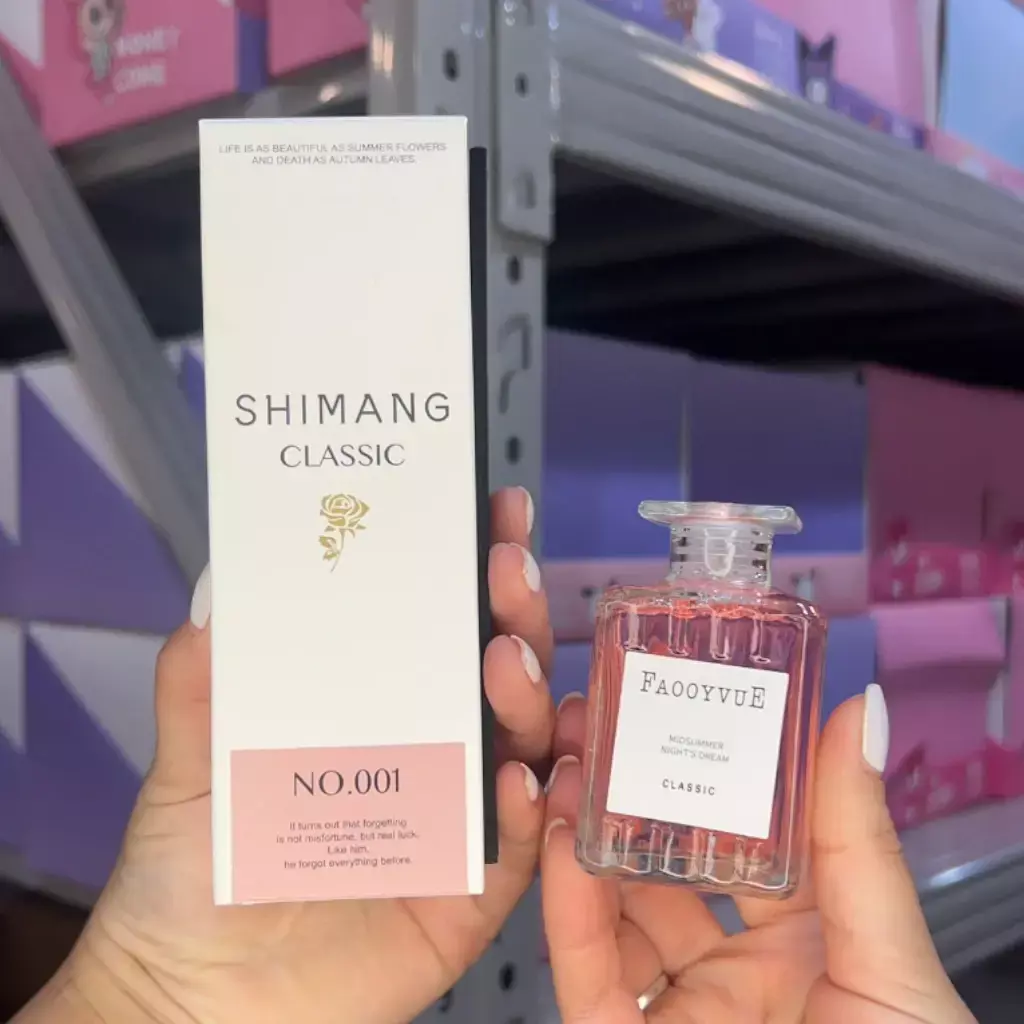 HONEY
COME
LIFE IS AS BEAUTIFUL AS SUMMER FLOWERS
AND DEATH AS AUTUMN LEAVES.
SHIMANG
CLASSIC
NO.001
It turns out that forgetting
is not misfortune, but real luck.
Like him,
he forgot everything before.
FAOOYVUE
MIDSUMMER
NIGHT'S DREAM
CLASSIC